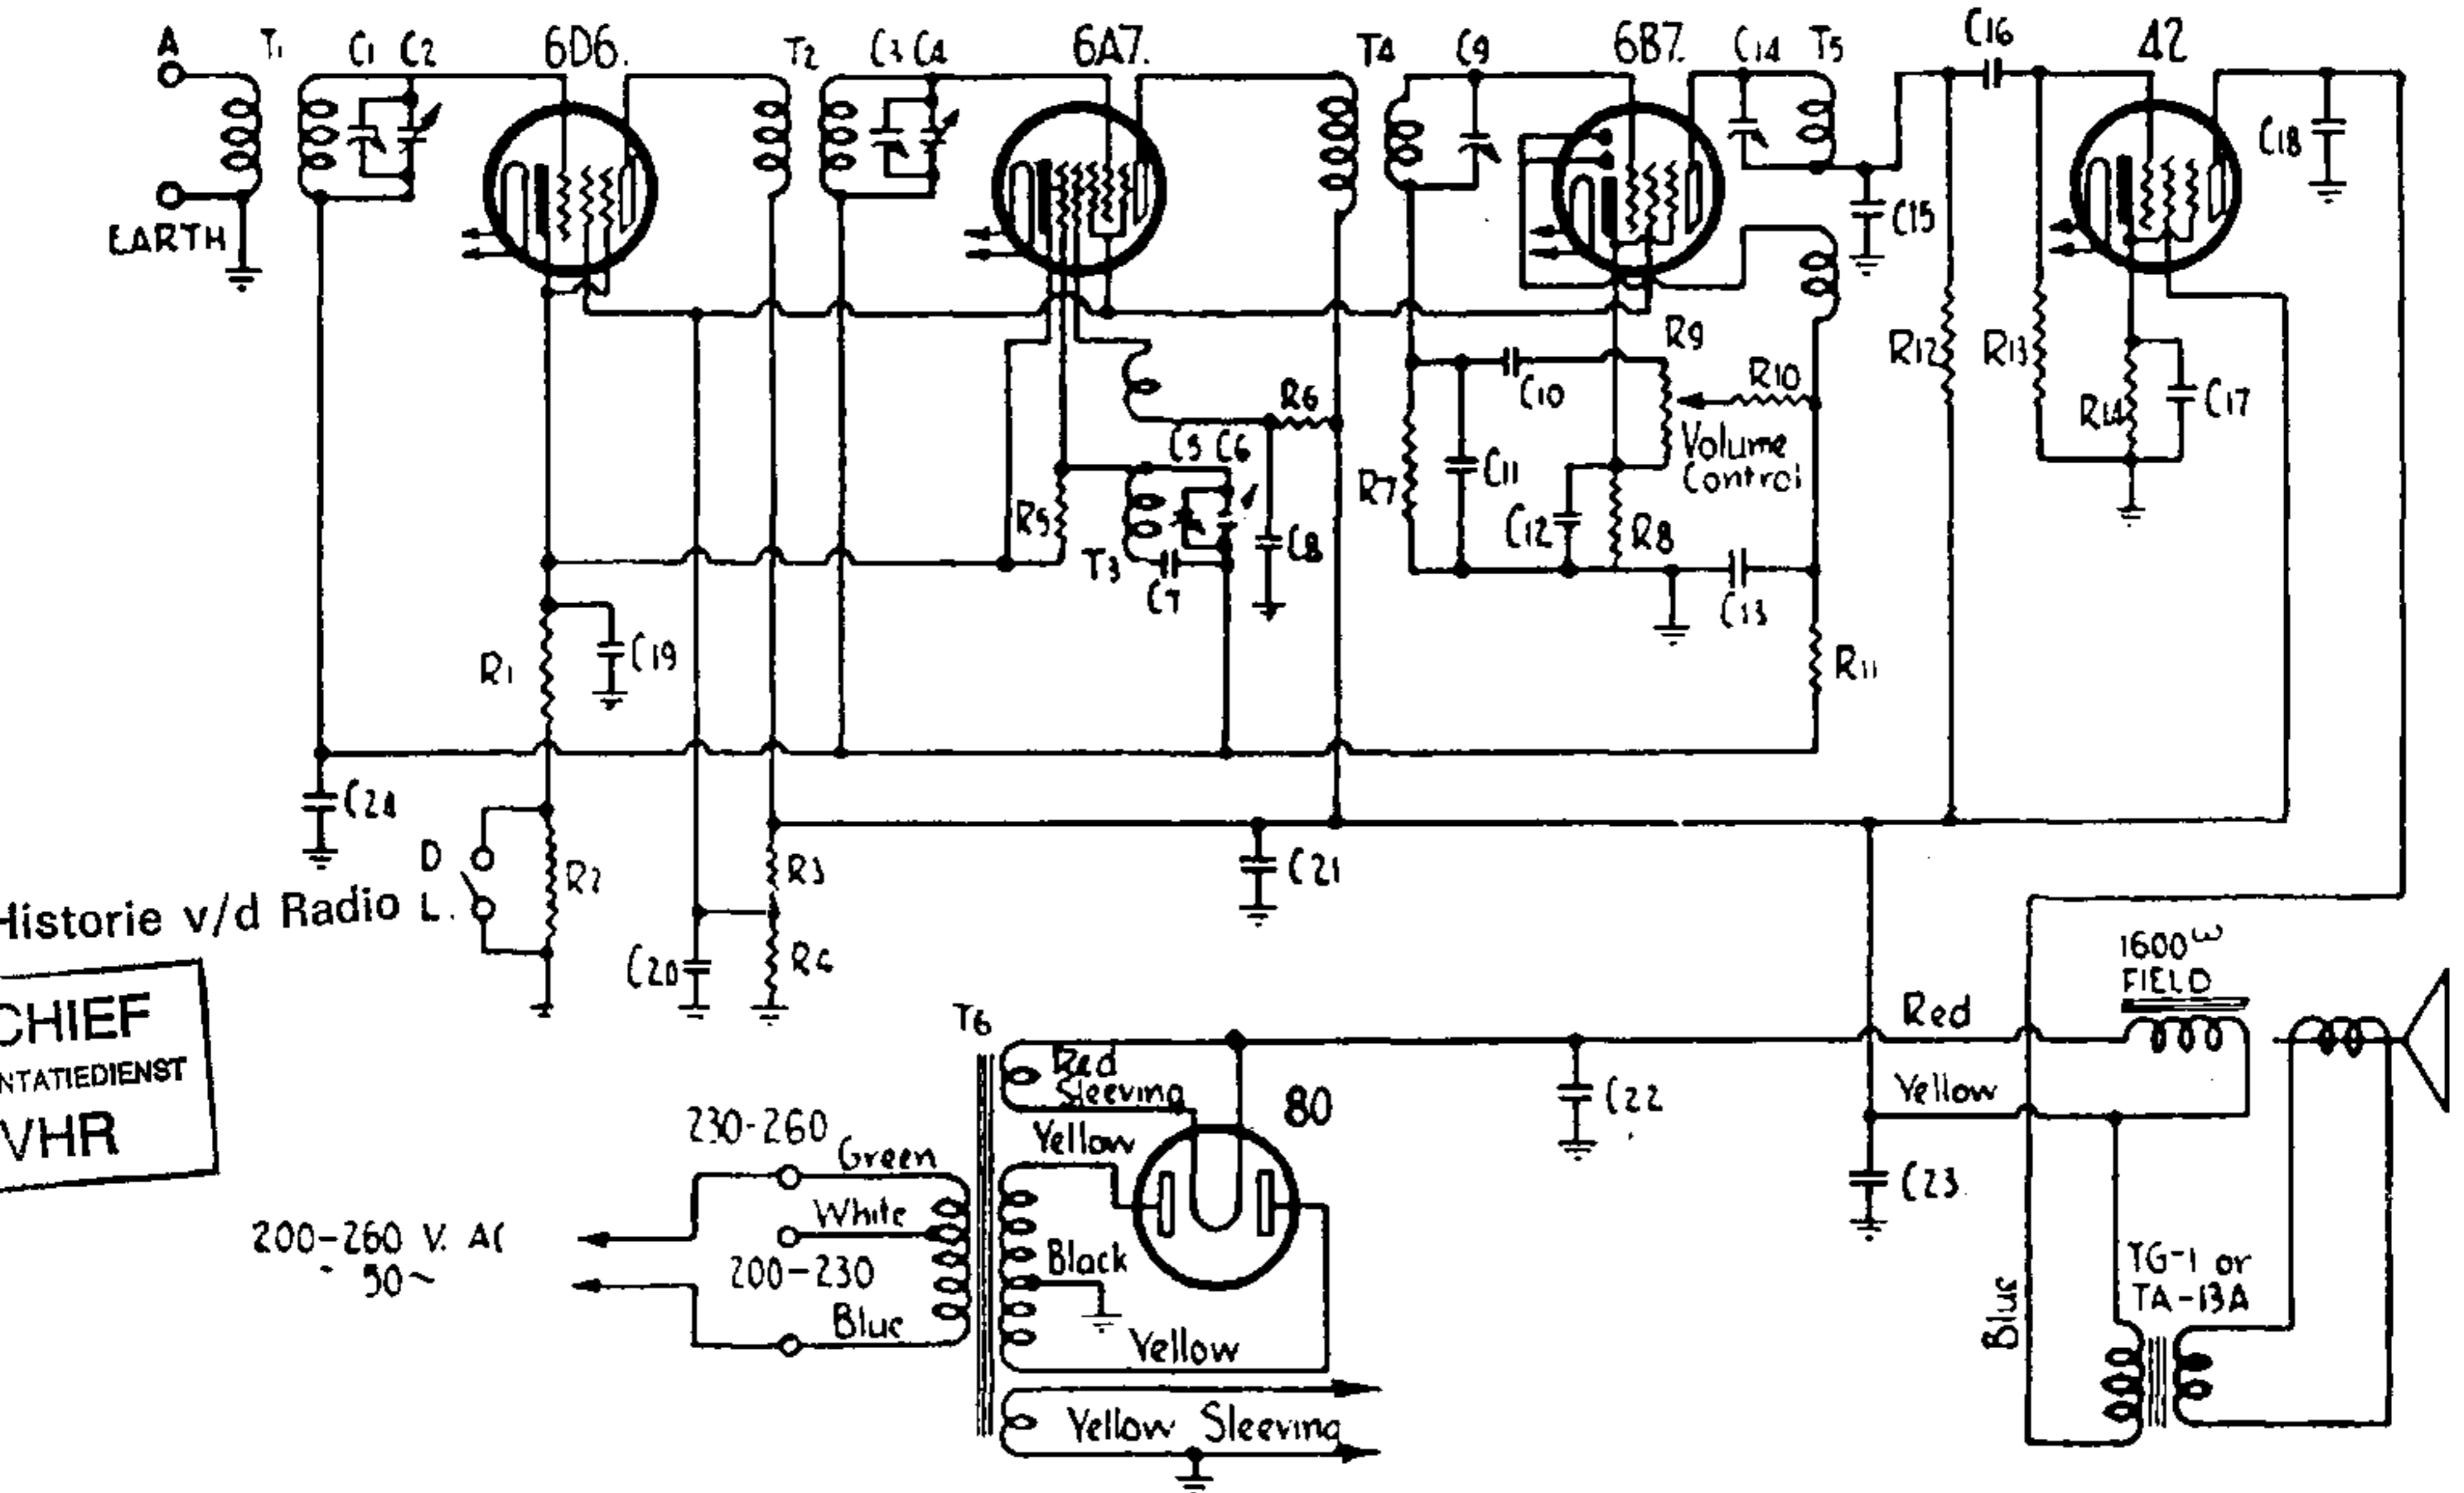 A
T1
C1 C2
6D6.
T2
C3 C4
6A7.
T4
C9
6B7.
C14
T5
C16
42
C18
EARTH
C15
R9
R12
R13
C10
R10
R6
C17
R14
C5 C6
Volume
Control
C11
R7
R5
C12
R8
C8
T3
C7
C13
C19
R1
R11
C24
D
R2
R3
C21
Historie v/d Radio L.
C20
R4
1600ω
FIELD
CHIEF
NTATIEDIENST
VHR
T6
Red
Red
Sleeving
80
C22
Yellow
230-260
Yellow
Green
C23
White
200-260 V. AC
50~
200-230
Black
TG-1 or
TA-13A
Blue
Blue
Yellow
Yellow Sleeving